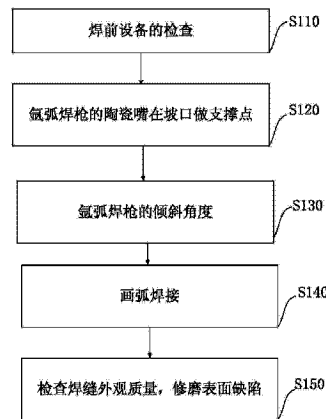 焊前设备的检查
S110
氩弧焊枪的陶瓷嘴在坡口做支撑点
S120
氩弧焊枪的倾斜角度
S130
画弧焊接
S140
检查焊缝外观质量，修磨表面缺陷
S150